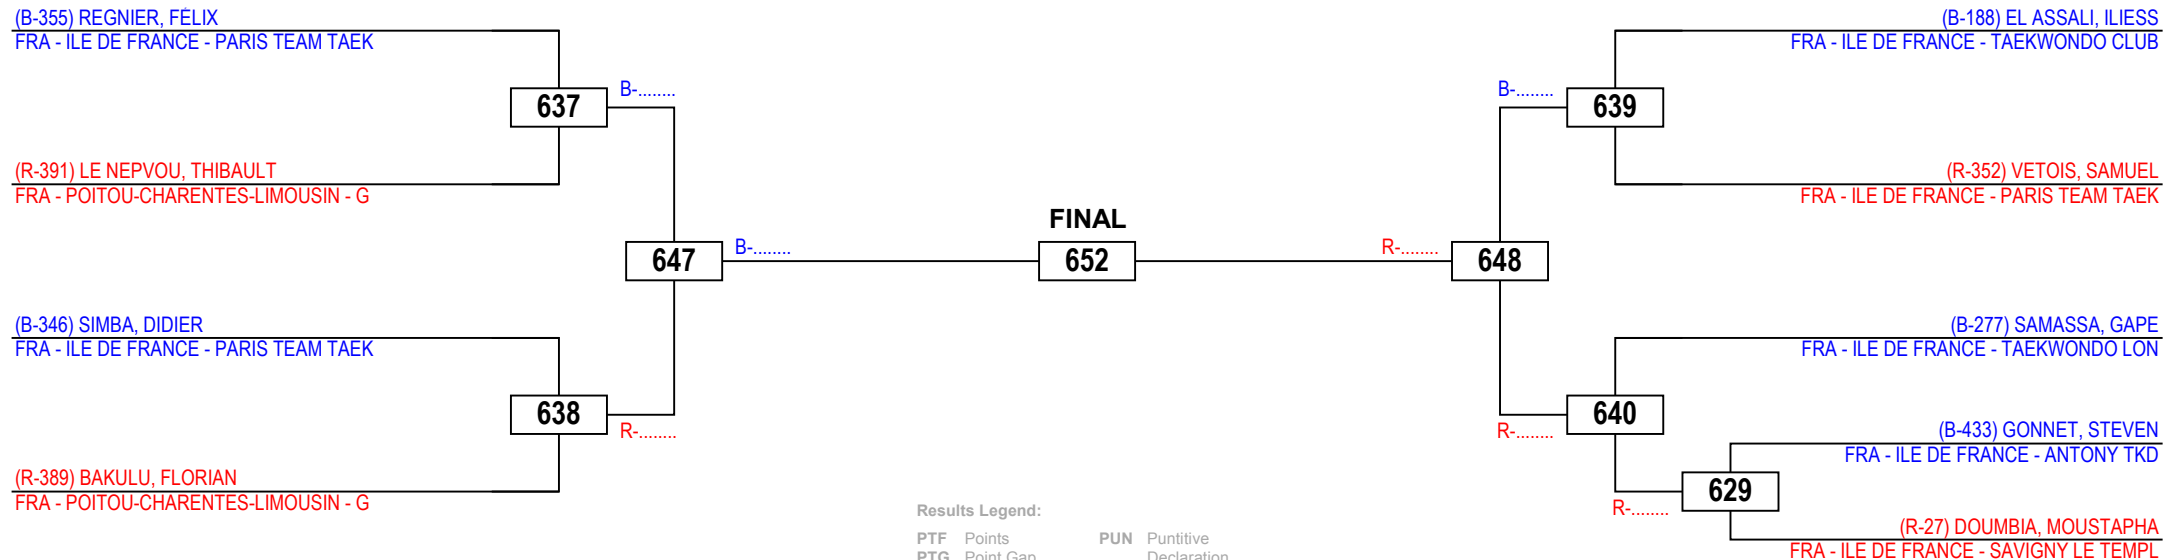 (B-355) REGNIER, FÉLIX
FRA - ILE DE FRANCE - PARIS TEAM TAEK
637
B-........
(R-391) LE NEPVOU, THIBAULT
FRA - POITOU-CHARENTES-LIMOUSIN - G
647
B-........
(B-346) SIMBA, DIDIER
FRA - ILE DE FRANCE - PARIS TEAM TAEK
638
R-........
(R-389) BAKULU, FLORIAN
FRA - POITOU-CHARENTES-LIMOUSIN - G
FINAL
652
(B-188) EL ASSALI, ILIESS
FRA - ILE DE FRANCE - TAEKWONDO CLUB
B-........
639
(R-352) VETOIS, SAMUEL
FRA - ILE DE FRANCE - PARIS TEAM TAEK
R-........
648
(B-277) SAMASSA, GAPE
FRA - ILE DE FRANCE - TAEKWONDO LON
R-........
640
(B-433) GONNET, STEVEN
FRA - ILE DE FRANCE - ANTONY TKD
R-........
629
(R-27) DOUMBIA, MOUSTAPHA
FRA - ILE DE FRANCE - SAVIGNY LE TEMPL
Results Legend:
PTF Points PUN Puntitive
PTG Point Gap Declaration